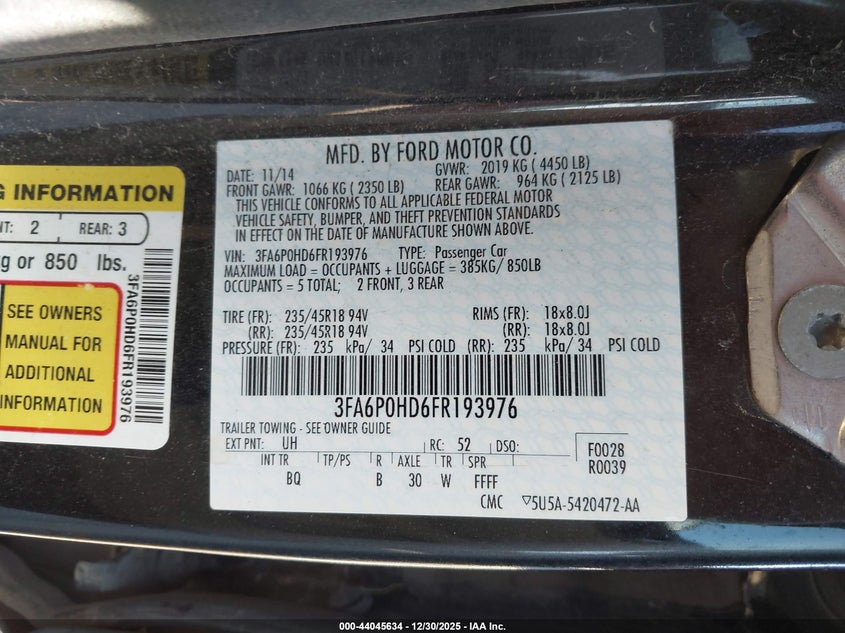 G INFORMATION
NT: 2 REAR: 3
kg or 850 lbs.
SEE OWNERS
MANUAL FOR
ADDITIONAL
INFORMATION
3FA6P0HD6FR193976
MFD. BY FORD MOTOR CO.
DATE: 11/14 GVWR: 2019 KG ( 4450 LB)
FRONT GAWR: 1066 KG ( 2350 LB) REAR GAWR: 964 KG ( 2125 LB)
THIS VEHICLE CONFORMS TO ALL APPLICABLE FEDERAL MOTOR
VEHICLE SAFETY, BUMPER, AND THEFT PREVENTION STANDARDS
IN EFFECT ON THE DATE OF MANUFACTURE SHOWN ABOVE.
VIN: 3FA6P0HD6FR193976 TYPE: Passenger Car
MAXIMUM LOAD = OCCUPANTS + LUGGAGE = 385KG/ 850LB
OCCUPANTS = 5 TOTAL; 2 FRONT, 3 REAR
TIRE (FR): 235/45R18 94V RIMS (FR): 18x8.0J
(RR): 235/45R18 94V (RR): 18x8.0J
PRESSURE (FR): 235 kPa/ 34 PSI COLD (RR): 235 kPa/ 34 PSI COLD
3FA6P0HD6FR193976
TRAILER TOWING - SEE OWNER GUIDE
EXT PNT: UH RC: 52 DSO: F0028
R0039
INT TR TP/PS R AXLE TR SPR
BQ B 30 W FFFF
CMC ▽5U5A-5420472-AA
000-44045634 - 12/30/2025 - IAA Inc.